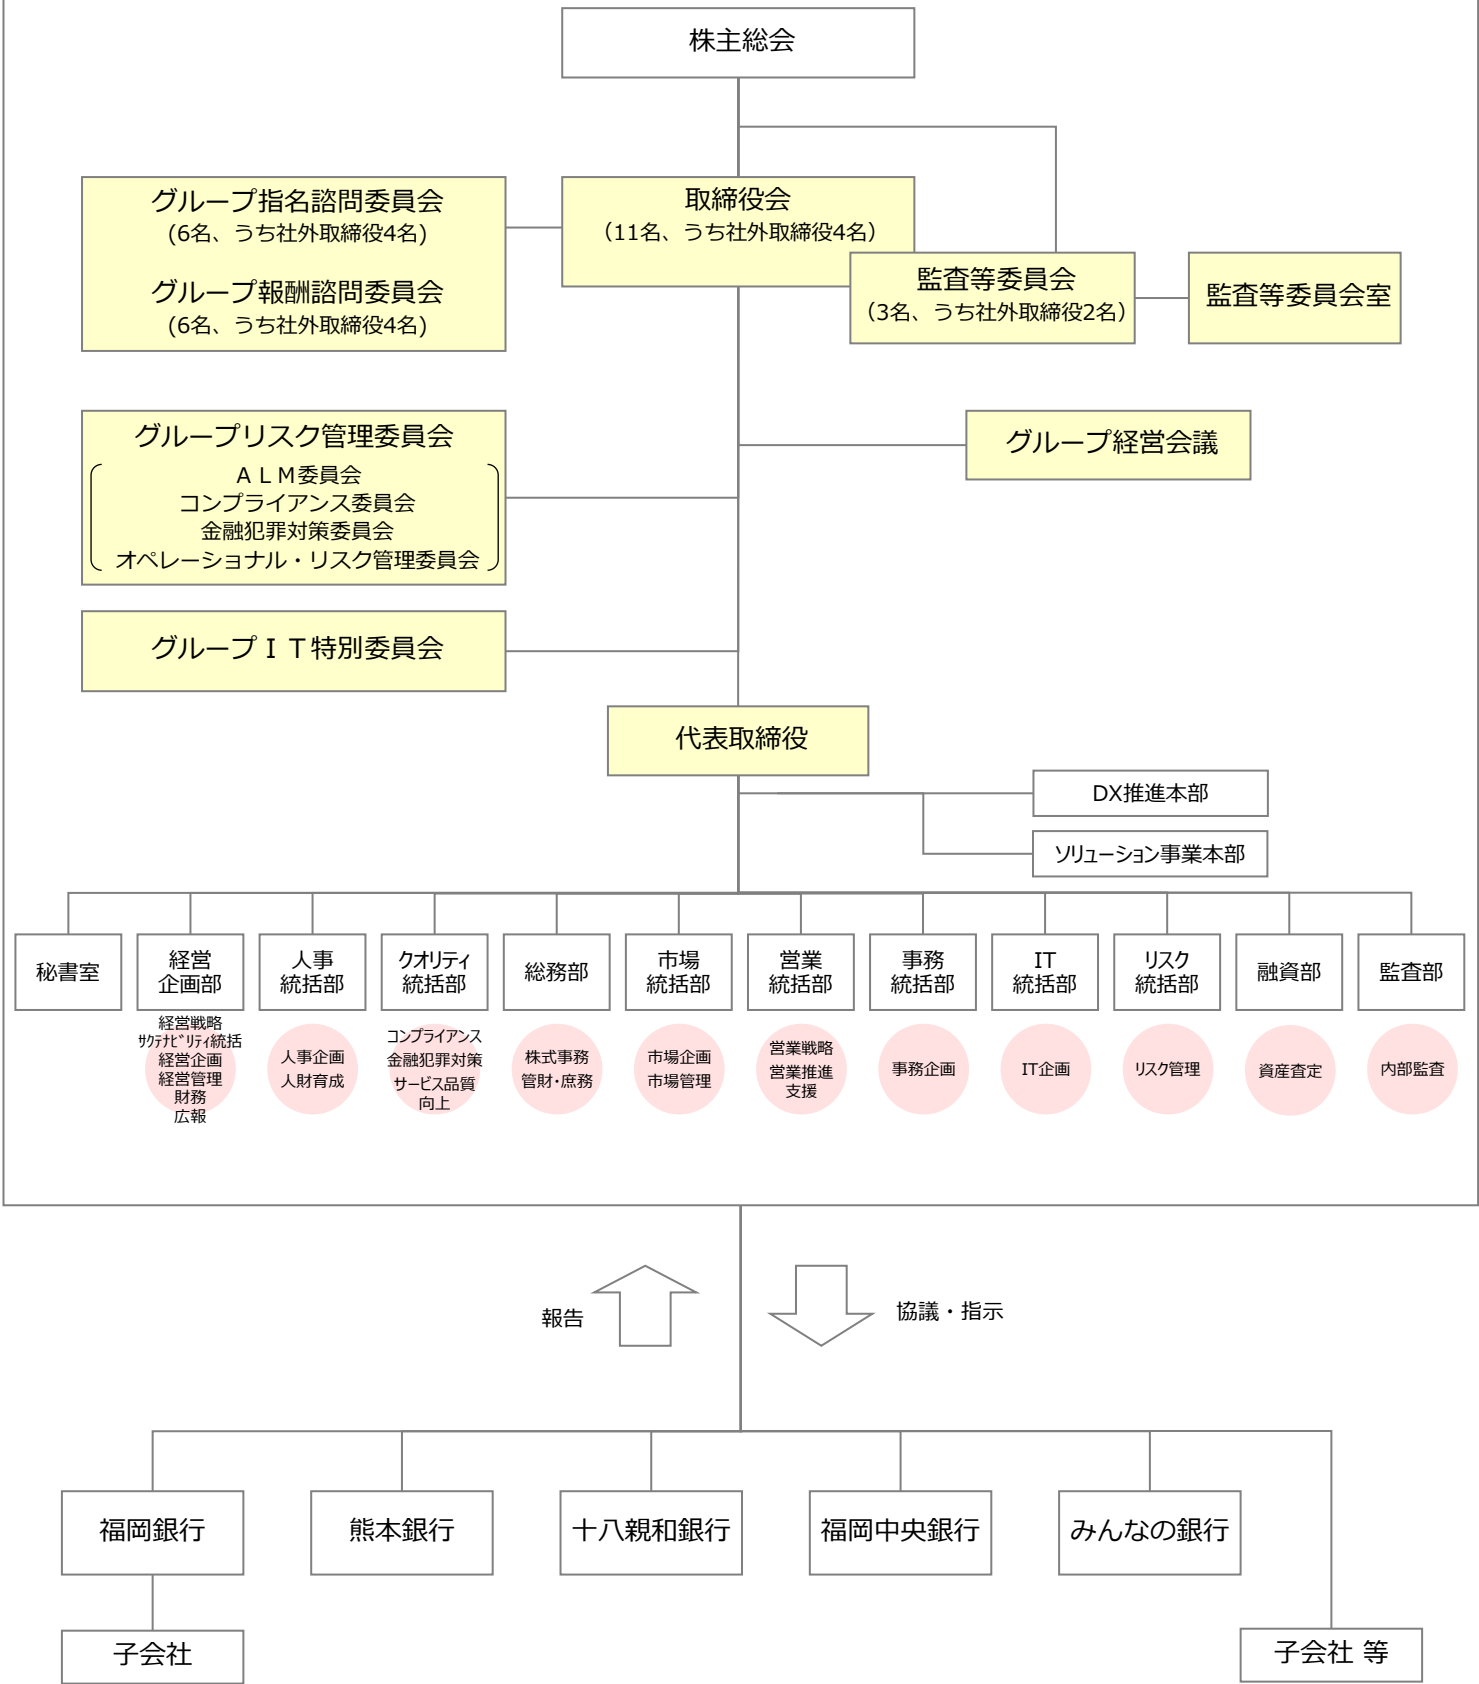 株主総会
グループ指名諮問委員会
(6名、うち社外取締役4名)
グループ報酬諮問委員会
(6名、うち社外取締役4名)
取締役会
（11名、うち社外取締役4名）
監査等委員会
（3名、うち社外取締役2名）
監査等委員会室
グループリスク管理委員会
ＡＬＭ委員会
コンプライアンス委員会
金融犯罪対策委員会
オペレーショナル・リスク管理委員会
グループ経営会議
グループＩＴ特別委員会
代表取締役
DX推進本部
ソリューション事業本部
秘書室
経営
企画部
人事
統括部
クオリティ
統括部
総務部
市場
統括部
営業
統括部
事務
統括部
IT
統括部
リスク
統括部
融資部
監査部
経営戦略
ｻｸﾃﾅﾋﾞﾘﾃｨ統括
経営企画
経営管理
財務
広報
人事企画
人財育成
コンプライアンス
金融犯罪対策
サービス品質
向上
株式事務
管財・庶務
市場企画
市場管理
営業戦略
営業推進
支援
事務企画
IT企画
リスク管理
資産査定
内部監査
報告
協議・指示
福岡銀行
熊本銀行
十八親和銀行
福岡中央銀行
みんなの銀行
子会社
子会社 等